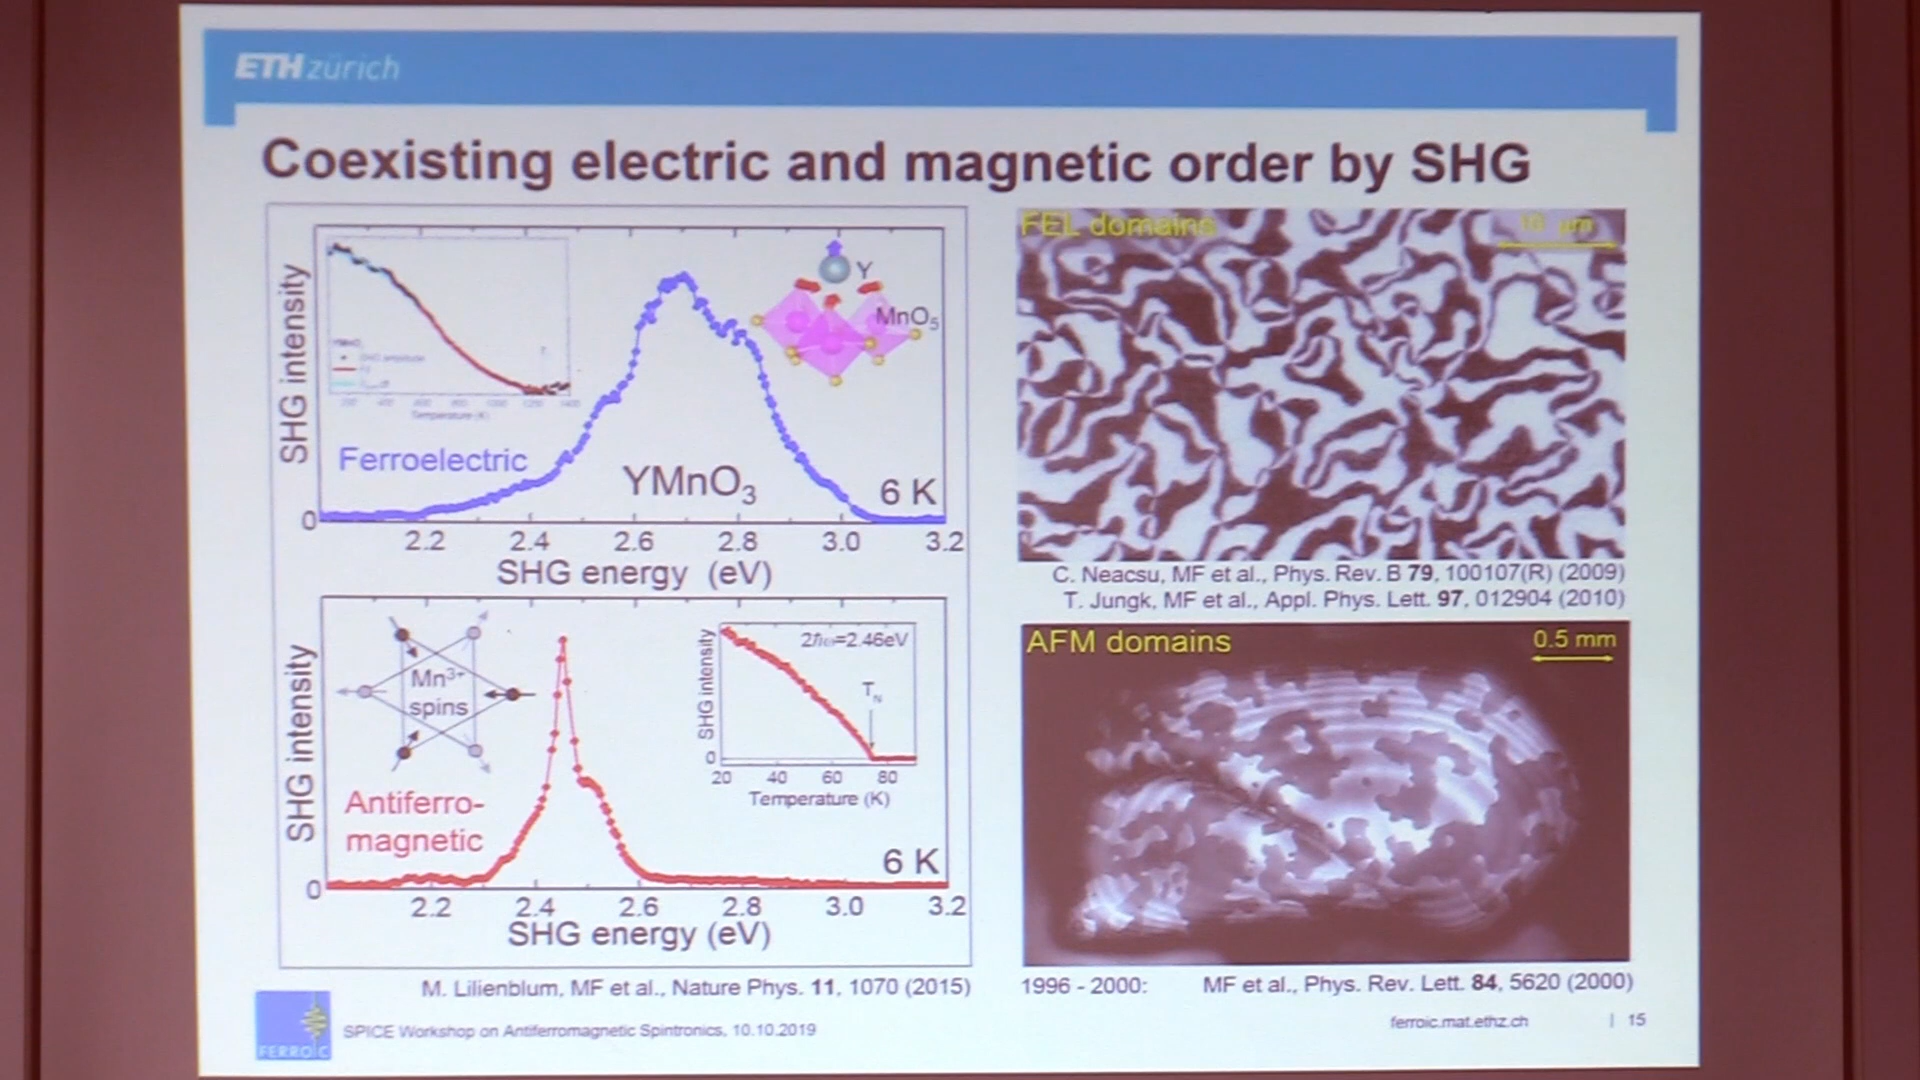 ETH zürich
Coexisting electric and magnetic order by SHG
SHG intensity
Temperature (K)
Y
MnO5
Ferroelectric
YMnO3
6 K
0
2.2 2.4 2.6 2.8 3.0 3.2
SHG energy (eV)
SHG intensity
Mn3+
spins
SHG intensity
2ħω=2.46eV
TN
0
20 40 60 80
Temperature (K)
Antiferro-
magnetic
6 K
0
2.2 2.4 2.6 2.8 3.0 3.2
SHG energy (eV)
M. Lilienblum, MF et al., Nature Phys. 11, 1070 (2015)
FEL domains
10 µm
C. Neacsu, MF et al., Phys. Rev. B 79, 100107(R) (2009)
T. Jungk, MF et al., Appl. Phys. Lett. 97, 012904 (2010)
AFM domains
0.5 mm
1996 - 2000: MF et al., Phys. Rev. Lett. 84, 5620 (2000)
FERROIC
SPICE Workshop on Antiferromagnetic Spintronics, 10.10.2019
ferroic.mat.ethz.ch | 15